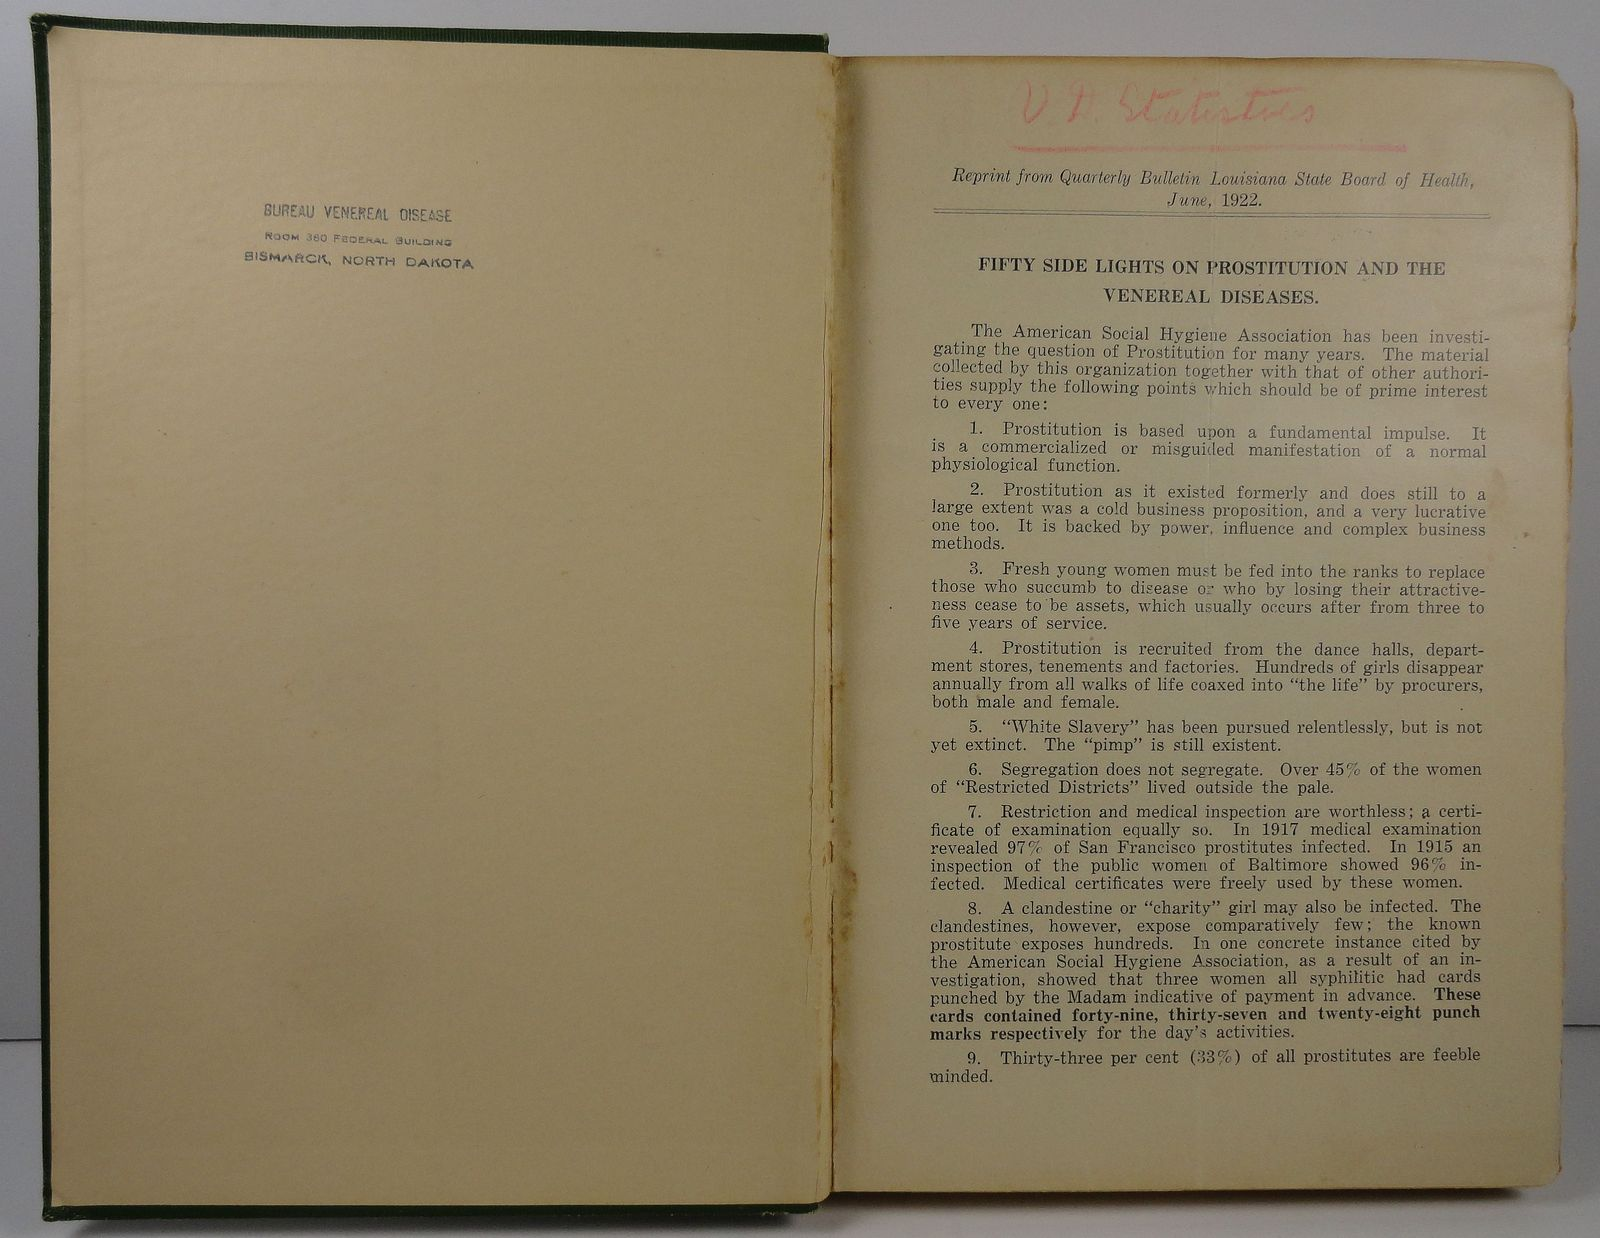 BUREAU VENEREAL DISEASE
ROOM 380 FEDERAL BUILDING
BISMARCK, NORTH DAKOTA
V. D. Statistics
Reprint from Quarterly Bulletin Louisiana State Board of Health,
June, 1922.
FIFTY SIDE LIGHTS ON PROSTITUTION AND THE
VENEREAL DISEASES.
The American Social Hygiene Association has been investi-
gating the question of Prostitution for many years. The material
collected by this organization together with that of other authori-
ties supply the following points which should be of prime interest
to every one:
1. Prostitution is based upon a fundamental impulse. It
is a commercialized or misguided manifestation of a normal
physiological function.
2. Prostitution as it existed formerly and does still to a
large extent was a cold business proposition, and a very lucrative
one too. It is backed by power, influence and complex business
methods.
3. Fresh young women must be fed into the ranks to replace
those who succumb to disease or who by losing their attractive-
ness cease to be assets, which usually occurs after from three to
five years of service.
4. Prostitution is recruited from the dance halls, depart-
ment stores, tenements and factories. Hundreds of girls disappear
annually from all walks of life coaxed into “the life” by procurers,
both male and female.
5. “White Slavery” has been pursued relentlessly, but is not
yet extinct. The “pimp” is still existent.
6. Segregation does not segregate. Over 45% of the women
of “Restricted Districts” lived outside the pale.
7. Restriction and medical inspection are worthless; a certi-
ficate of examination equally so. In 1917 medical examination
revealed 97% of San Francisco prostitutes infected. In 1915 an
inspection of the public women of Baltimore showed 96% in-
fected. Medical certificates were freely used by these women.
8. A clandestine or “charity” girl may also be infected. The
clandestines, however, expose comparatively few; the known
prostitute exposes hundreds. In one concrete instance cited by
the American Social Hygiene Association, as a result of an in-
vestigation, showed that three women all syphilitic had cards
punched by the Madam indicative of payment in advance. These
cards contained forty-nine, thirty-seven and twenty-eight punch
marks respectively for the day's activities.
9. Thirty-three per cent (33%) of all prostitutes are feeble
minded.